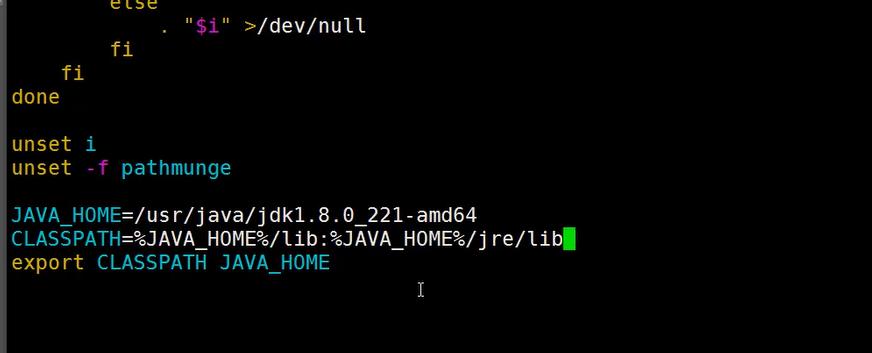 else
. "$i" >/dev/null
fi
fi
done
unset i
unset -f pathmunge
JAVA_HOME=/usr/java/jdk1.8.0_221-amd64
CLASSPATH=%JAVA_HOME%/lib:%JAVA_HOME%/jre/lib
export CLASSPATH JAVA_HOME